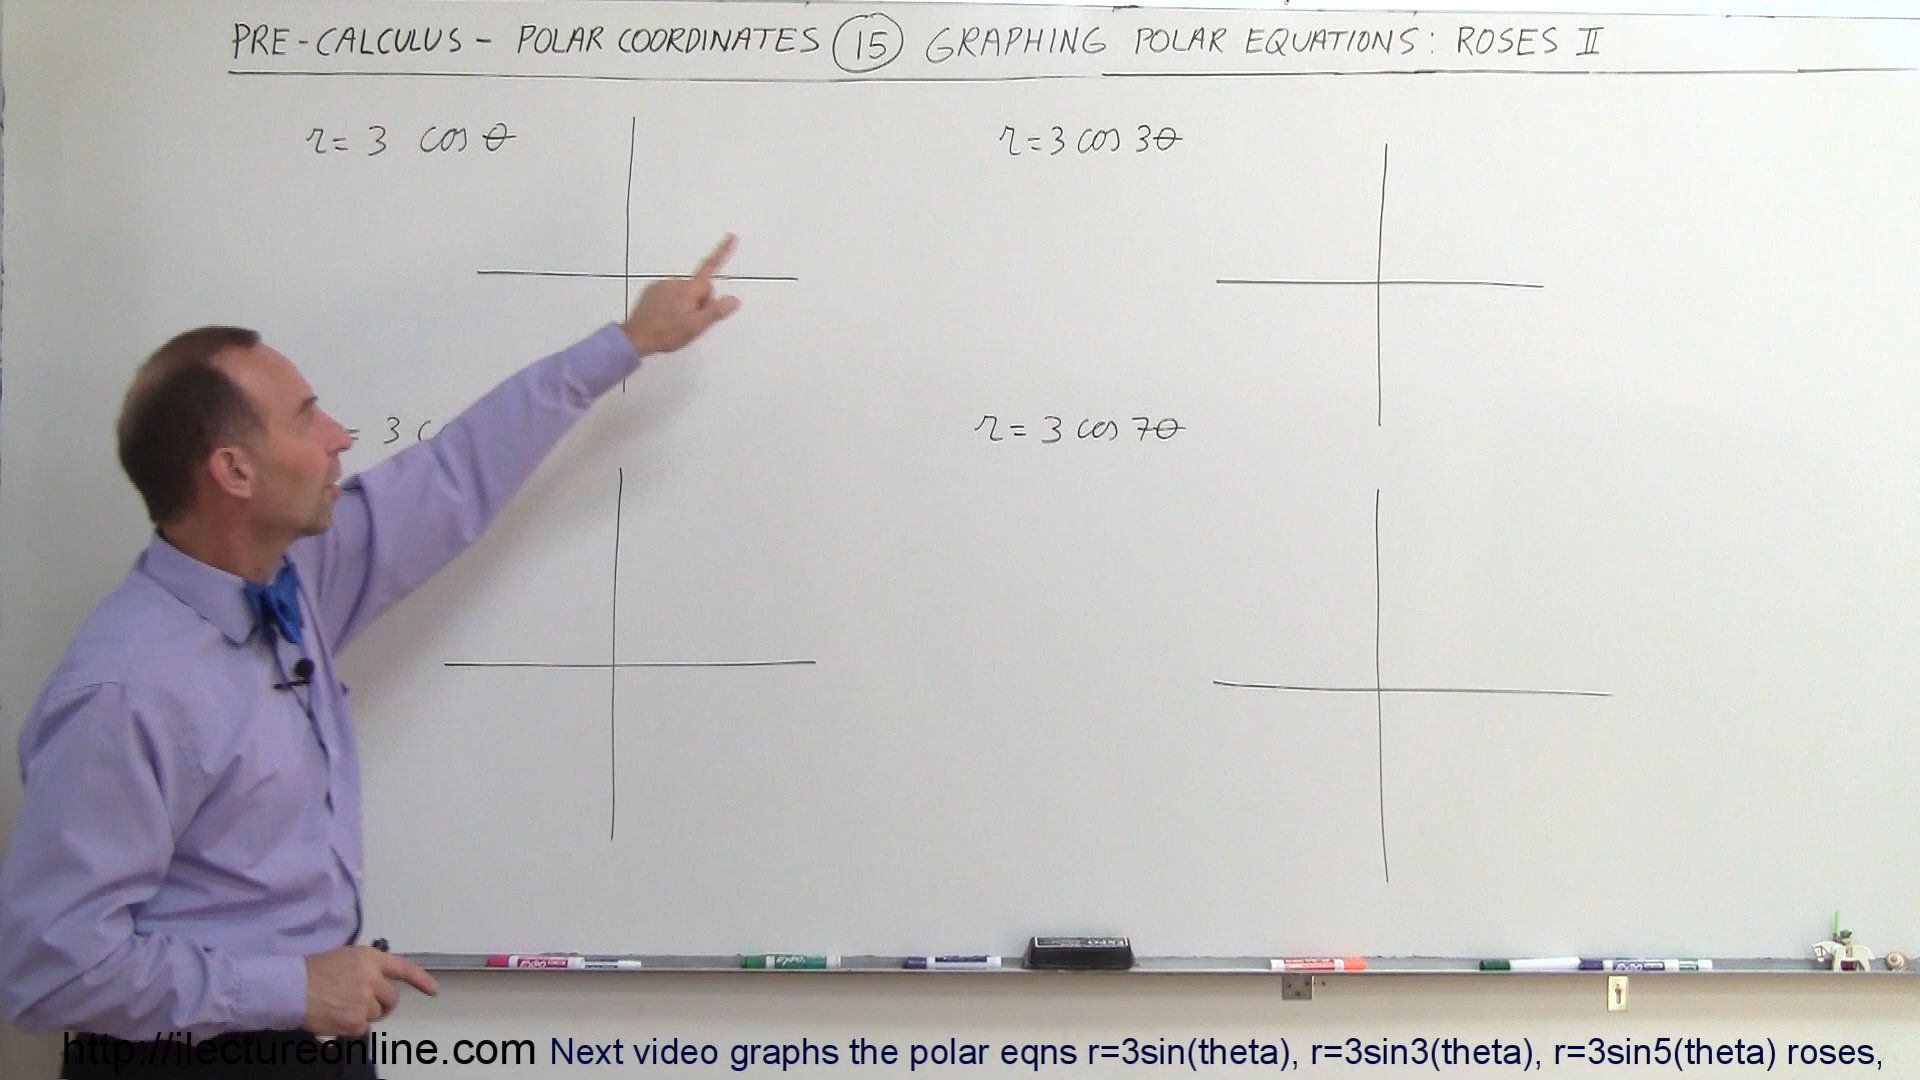 PRE-CALCULUS - POLAR COORDINATES 15 GRAPHING POLAR EQUATIONS: ROSES II
r = 3 cos θ
r = 3 cos 3θ
= 3 c
r = 3 cos 7θ
EXPO
http://ilectureonline.com Next video graphs the polar eqns r=3sin(theta), r=3sin3(theta), r=3sin5(theta) roses,